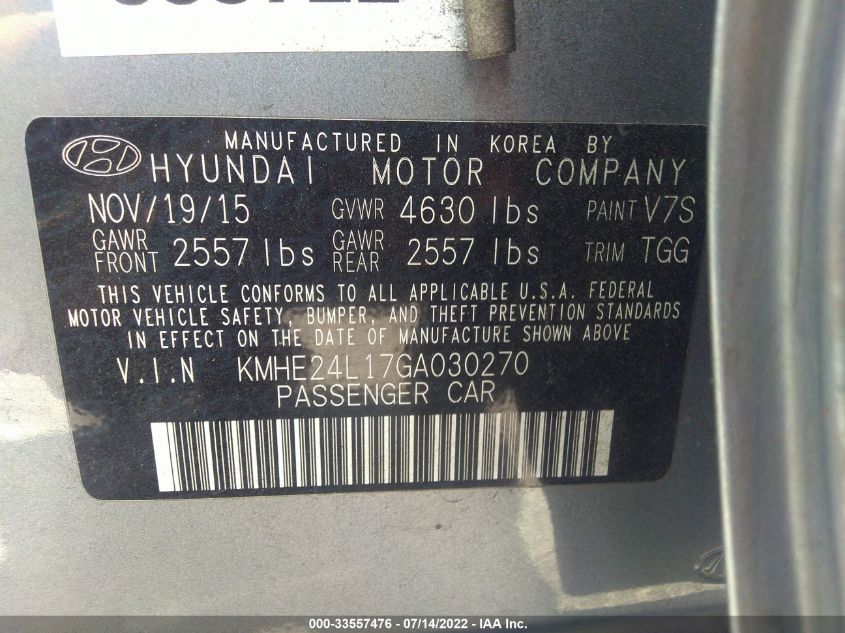 MANUFACTURED IN KOREA BY
HYUNDAI MOTOR COMPANY
NOV/19/15 GVWR 4630 lbs PAINT V7S
GAWR FRONT 2557 lbs GAWR REAR 2557 lbs TRIM TGG
THIS VEHICLE CONFORMS TO ALL APPLICABLE U.S.A. FEDERAL
MOTOR VEHICLE SAFETY, BUMPER, AND THEFT PREVENTION STANDARDS
IN EFFECT ON THE DATE OF MANUFACTURE SHOWN ABOVE
V.I.N KMHE24L17GA030270
PASSENGER CAR
000-33557476 - 07/14/2022 - IAA Inc.